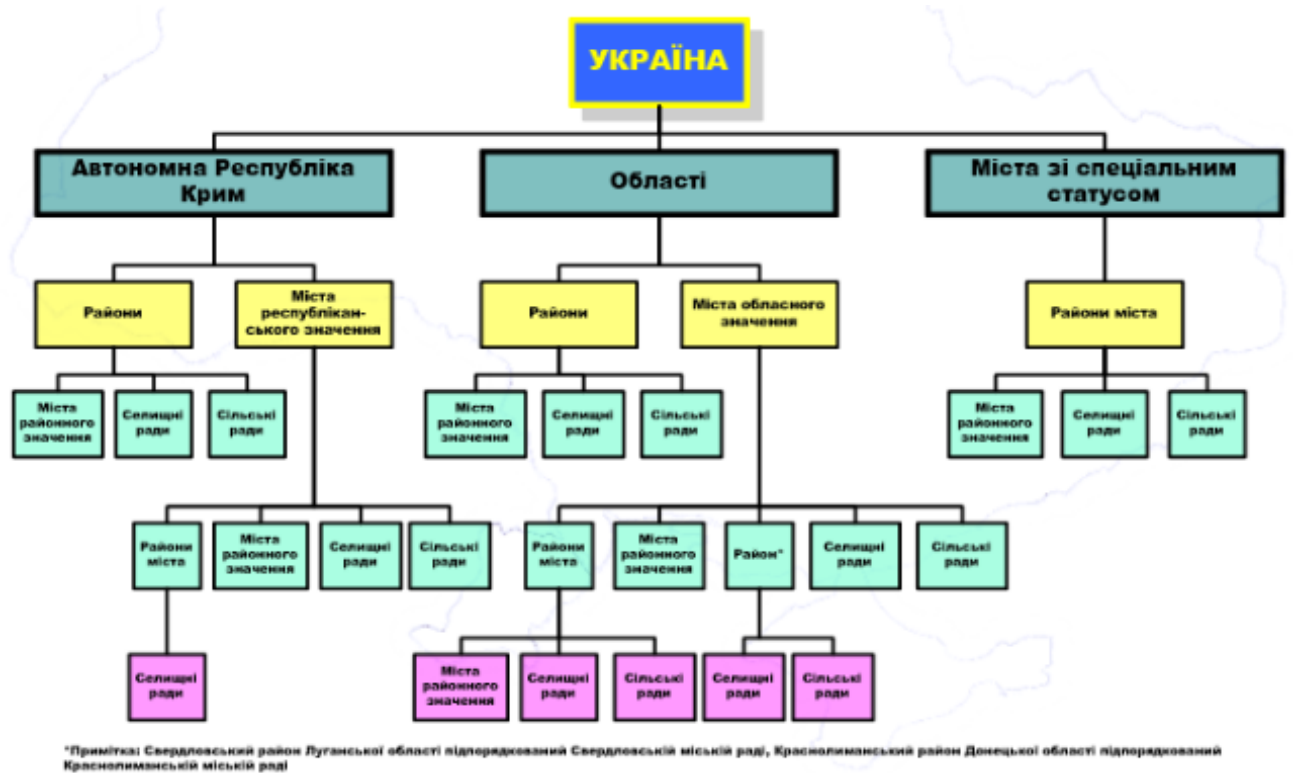 УКРАЇНА
Автономна Республіка
Крим
Області
Міста зі спеціальним
статусом
Райони
Міста
республікан-
ського значення
Райони
Міста обласного
значення
Райони міста
Міста
районного
значення
Селищні
ради
Сільські
ради
Міста
районного
значення
Селищні
ради
Сільські
ради
Міста
районного
значення
Селищні
ради
Сільські
ради
Райони
міста
Міста
районного
значення
Селищні
ради
Сільські
ради
Райони
міста
Міста
районного
значення
Район*
Селищні
ради
Сільські
ради
Селищні
ради
Міста
районного
значення
Селищні
ради
Сільські
ради
Селищні
ради
Сільські
ради
*Примітка: Свердловський район Луганської області підпорядкований Свердловській міській раді, Краснолиманський район Донецької області підпорядкований
Краснолиманській міській раді